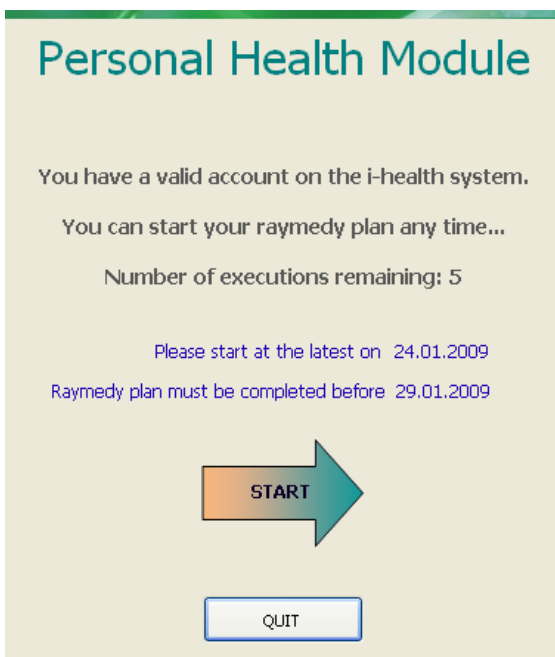 Personal Health Module
You have a valid account on the i-health system.
You can start your raymedy plan any time...
Number of executions remaining: 5
Please start at the latest on 24.01.2009
Raymedy plan must be completed before 29.01.2009
START
QUIT